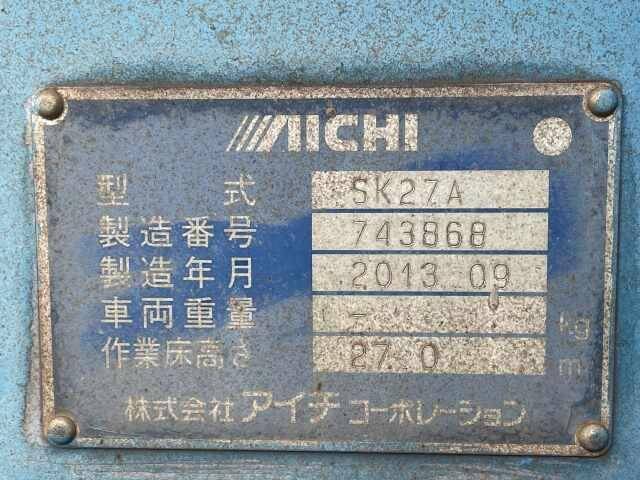 AICHI
型式 SK27A
製造番号 743868
製造年月 2013 09
車両重量 kg
作業床高さ 27.0 m
株式会社アイチコーポレーション